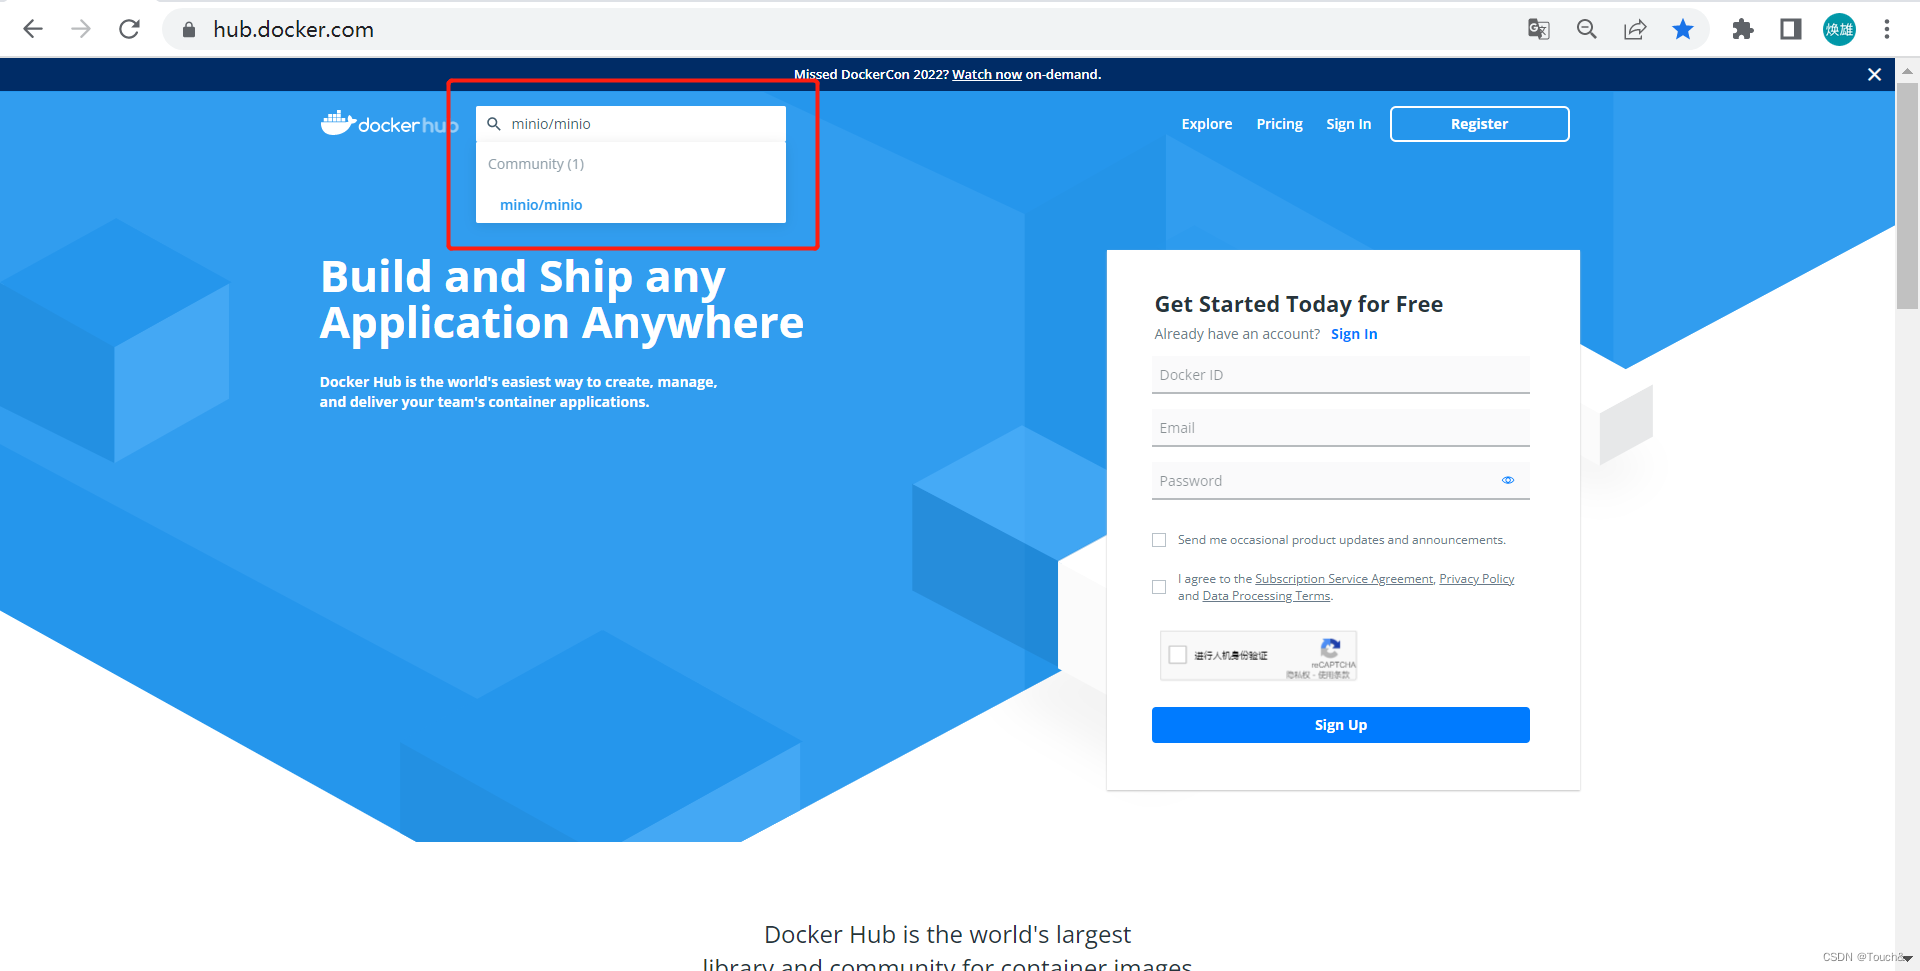 hub.docker.com
焕雄
Missed DockerCon 2022? Watch now on-demand.
docker hub
minio/minio
Explore
Pricing
Sign In
Register
Community (1)
minio/minio
Build and Ship any
Application Anywhere
Docker Hub is the world's easiest way to create, manage,
and deliver your team's container applications.
Get Started Today for Free
Already have an account? Sign In
Docker ID
Email
Password
Send me occasional product updates and announcements.
I agree to the Subscription Service Agreement, Privacy Policy
and Data Processing Terms.
进行人机身份验证
reCAPTCHA
隐私权 - 使用条款
Sign Up
Docker Hub is the world's largest
library and community for container images
CSDN @Touch&